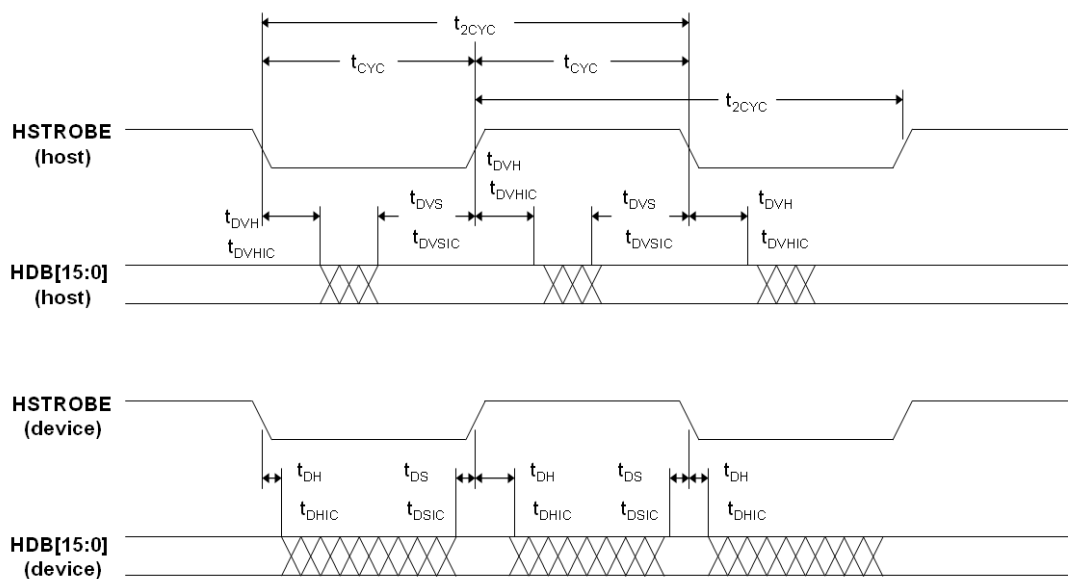 t2CYC
tCYC tCYC
t2CYC
HSTROBE
(host)
tDVH
tDVHIC
tDVS tDVS
tDVH tDVH
tDVSIC tDVSIC
tDVHIC tDVHIC
HDB[15:0]
(host)
HSTROBE
(device)
tDH tDS tDH tDS tDH
tDHIC tDSIC tDHIC tDSIC tDHIC
HDB[15:0]
(device)